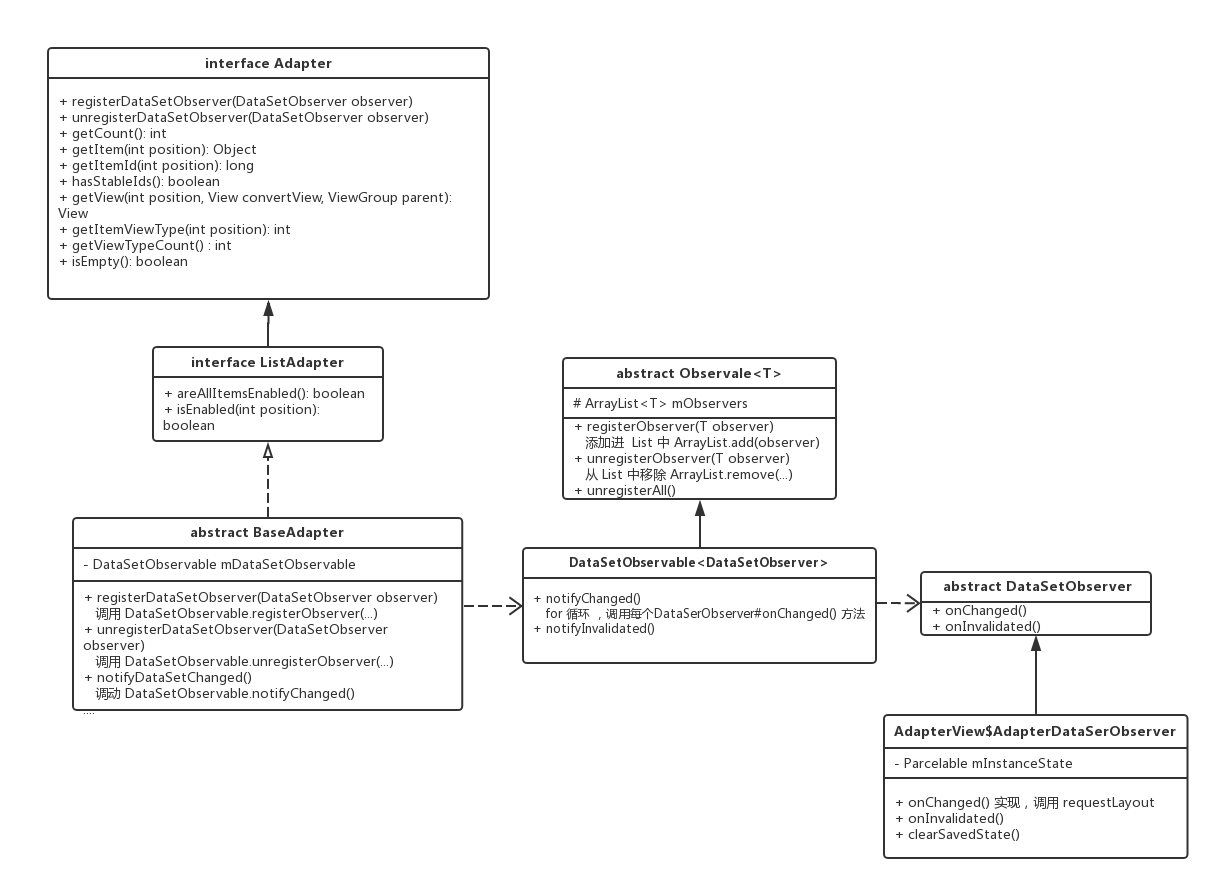 interface Adapter
+ registerDataSetObserver(DataSetObserver observer)
+ unregisterDataSetObserver(DataSetObserver observer)
+ getCount(): int
+ getItem(int position): Object
+ getItemId(int position): long
+ hasStableIds(): boolean
+ getView(int position, View convertView, ViewGroup parent):
View
+ getItemViewType(int position): int
+ getViewTypeCount() : int
+ isEmpty(): boolean
interface ListAdapter
+ areAllItemsEnabled(): boolean
+ isEnabled(int position):
boolean
abstract Observale<T>
# ArrayList<T> mObservers
+ registerObserver(T observer)
添加进 List 中 ArrayList.add(observer)
+ unregisterObserver(T observer)
从 List 中移除 ArrayList.remove(...)
+ unregisterAll()
abstract BaseAdapter
- DataSetObservable mDataSetObservable
+ registerDataSetObserver(DataSetObserver observer)
调用 DataSetObservable.registerObserver(...)
+ unregisterDataSetObserver(DataSetObserver
observer)
调用 DataSetObservable.unregisterObserver(...)
+ notifyDataSetChanged()
调动 DataSetObservable.notifyChanged()
....
DataSetObservable<DataSetObserver>
+ notifyChanged()
for 循环 ，调用每个DataSerObserver#onChanged() 方法
+ notifyInvalidated()
abstract DataSetObserver
+ onChanged()
+ onInvalidated()
AdapterView$AdapterDataSerObserver
- Parcelable mInstanceState
+ onChanged() 实现，调用 requestLayout
+ onInvalidated()
+ clearSavedState()